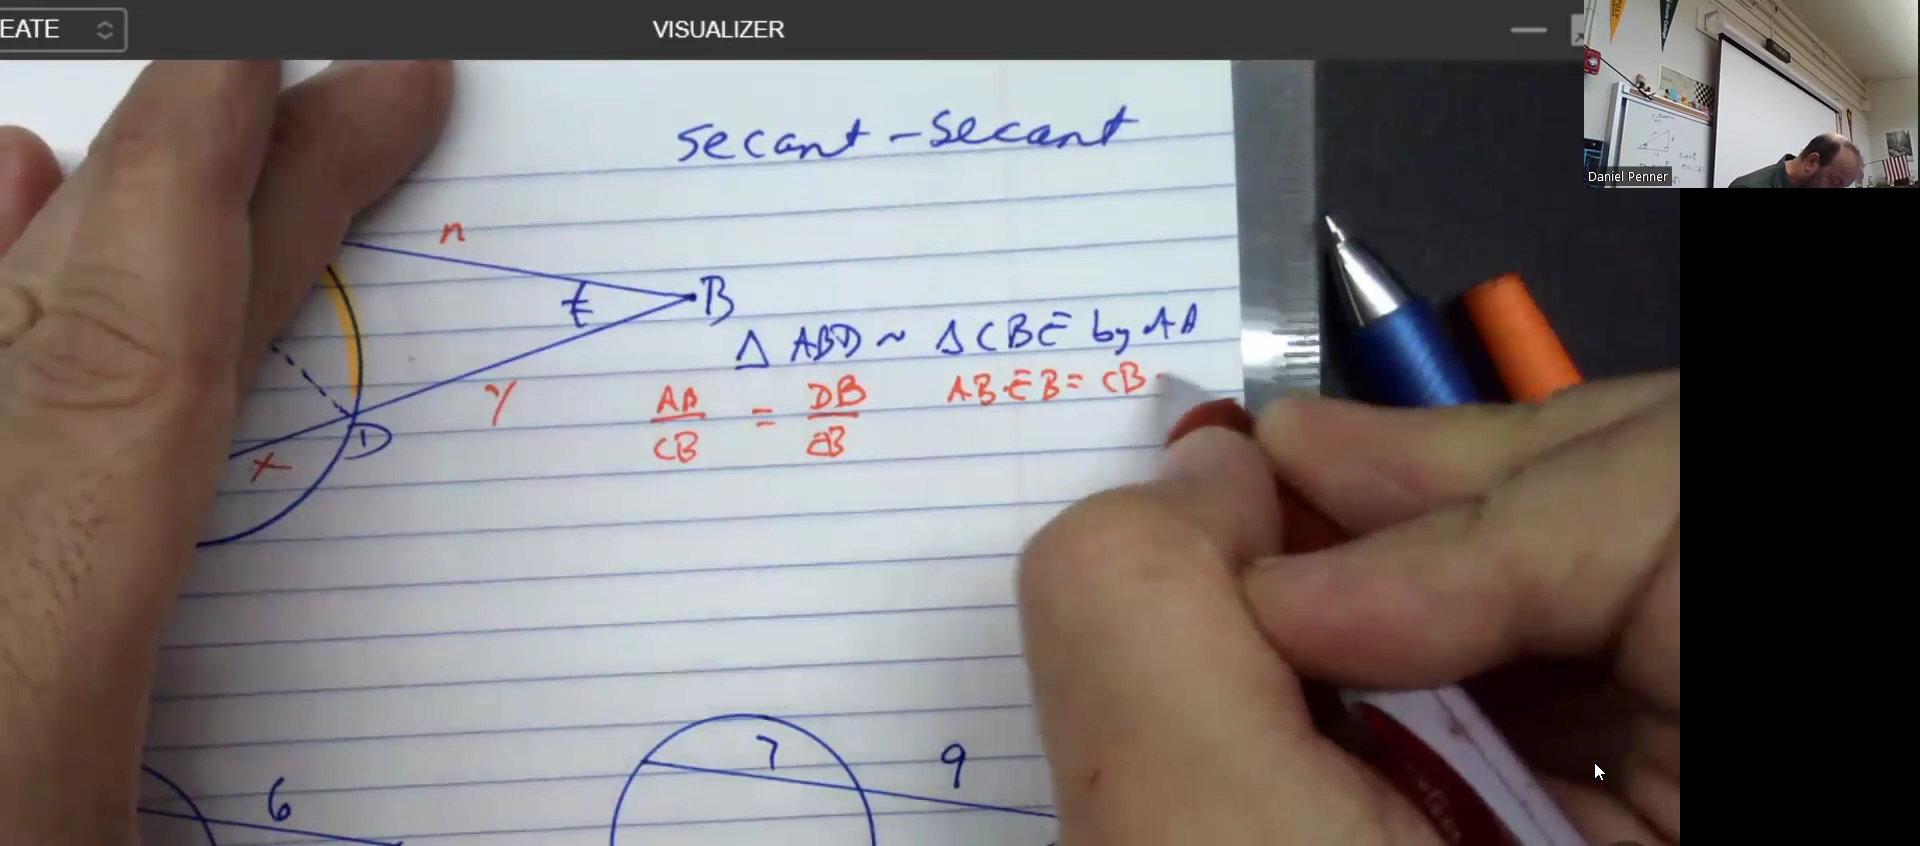 EATE
VISUALIZER
Daniel Penner
secant - secant
n
t
B
Δ ABD ~ Δ CBE by AA
y
AB/CB = DB/EB
AB·EB = CB ·
D
x
7
9
6